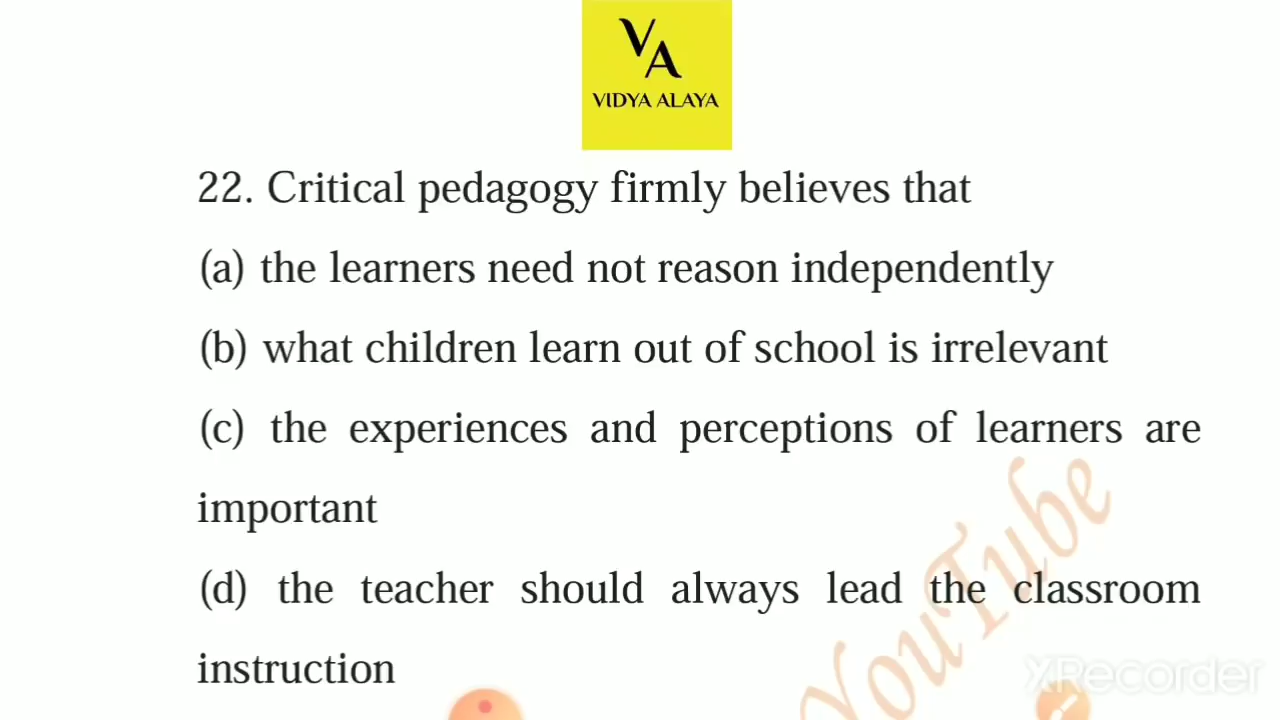 VA
VIDYA ALAYA
22. Critical pedagogy firmly believes that
(a) the learners need not reason independently
(b) what children learn out of school is irrelevant
(c) the experiences and perceptions of learners are
important
(d) the teacher should always lead the classroom
instruction
YouTube
XRecorder